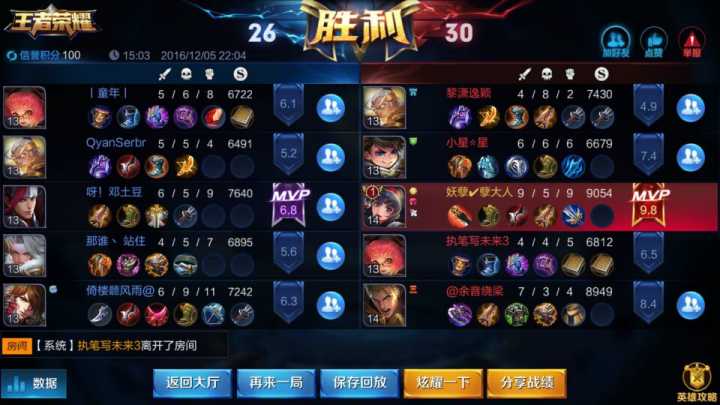 王者荣耀
26 胜利 30
信誉积分 100 15:03 2016/12/05 22:04
加好友 点赞 举报
S S
丨童年丨 5 / 6 / 8 6722 6.1
13
黎潇逸颖 4 / 8 / 2 7430 4.9
13
QyanSerbr 5 / 5 / 4 6491 5.2
13
小星☆星 6 / 6 / 6 6679 7.4
13
呀!邓土豆 6 / 5 / 9 7640 MVP 6.8
13
1 妖孽✔孽大人 9 / 5 / 9 9054 MVP 9.8
14
那谁丶站住 4 / 5 / 7 6895 5.6
13
执笔写未来3 4 / 4 / 5 6812 6.5
13
倚楼聽风雨@ 6 / 9 / 11 7242 6.3
13
@余音绕梁 7 / 3 / 4 8949 8.4
14
房间 【系统】执笔写未来3离开了房间
数据 返回大厅 再来一局 保存回放 炫耀一下 分享战绩 英雄攻略